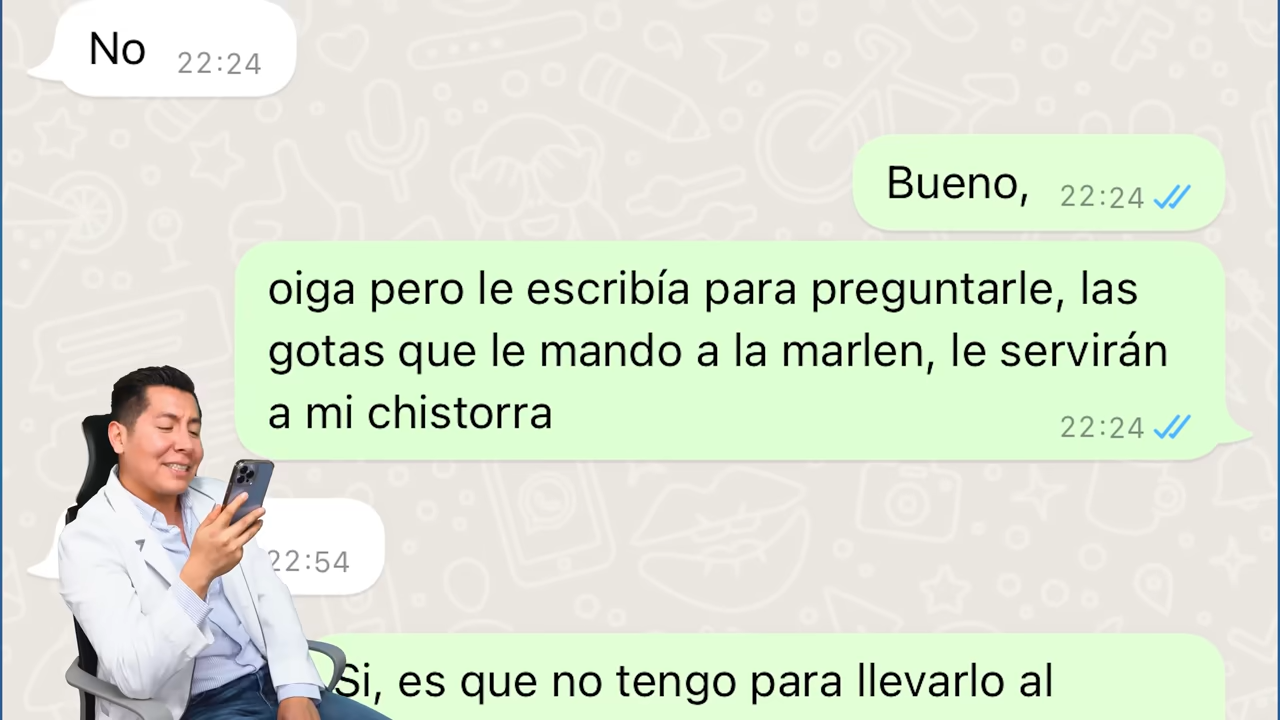 No 22:24
Bueno, 22:24
oiga pero le escribía para preguntarle, las
gotas que le mando a la marlen, le servirán
a mi chistorra 22:24
22:54
Si, es que no tengo para llevarlo al